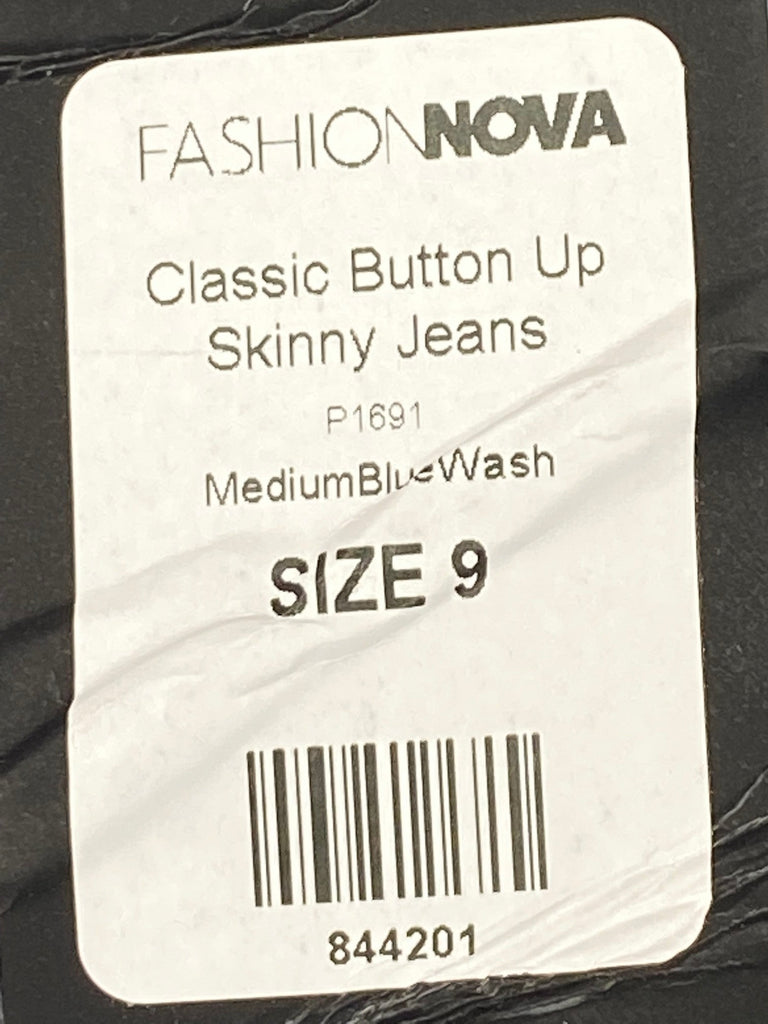 FASHIONNOVA
Classic Button Up
Skinny Jeans
P1691
MediumBlueWash
SIZE 9
844201